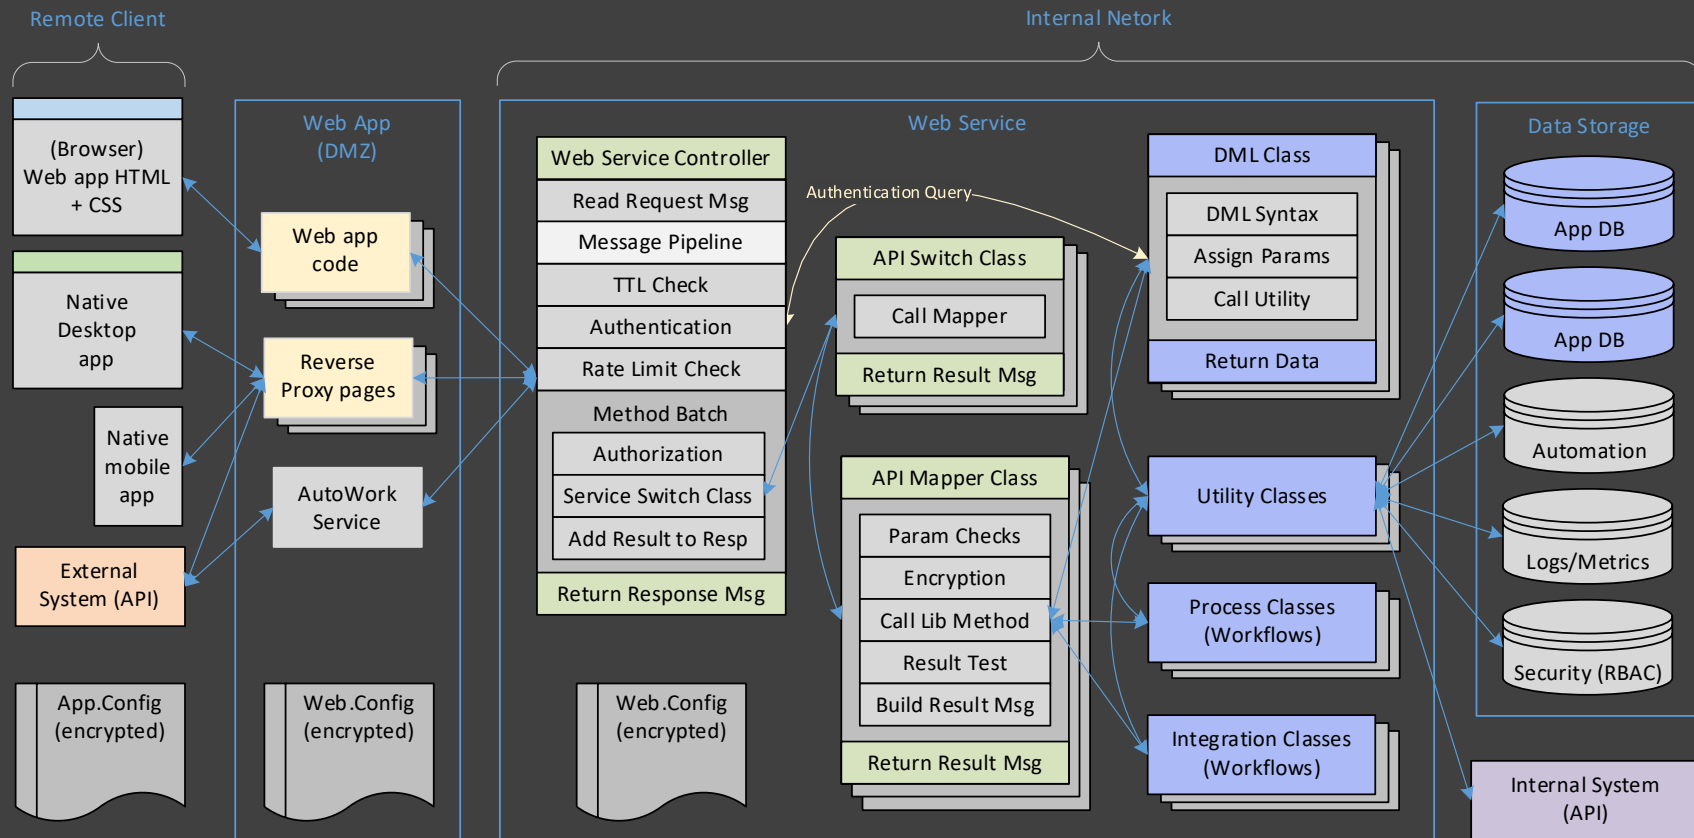 Remote Client
Internal Netork
(Browser)
Web app HTML
+ CSS
Native
Desktop
app
Native
mobile
app
External
System (API)
App.Config
(encrypted)
Web App
(DMZ)
Web app
code
Reverse
Proxy pages
AutoWork
Service
Web.Config
(encrypted)
Web Service
Web Service Controller
Read Request Msg
Message Pipeline
TTL Check
Authentication
Rate Limit Check
Method Batch
Authorization
Service Switch Class
Add Result to Resp
Return Response Msg
Web.Config
(encrypted)
Authentication Query
API Switch Class
Call Mapper
Return Result Msg
API Mapper Class
Param Checks
Encryption
Call Lib Method
Result Test
Build Result Msg
Return Result Msg
DML Class
DML Syntax
Assign Params
Call Utility
Return Data
Utility Classes
Process Classes
(Workflows)
Integration Classes
(Workflows)
Data Storage
App DB
App DB
Automation
Logs/Metrics
Security (RBAC)
Internal System
(API)